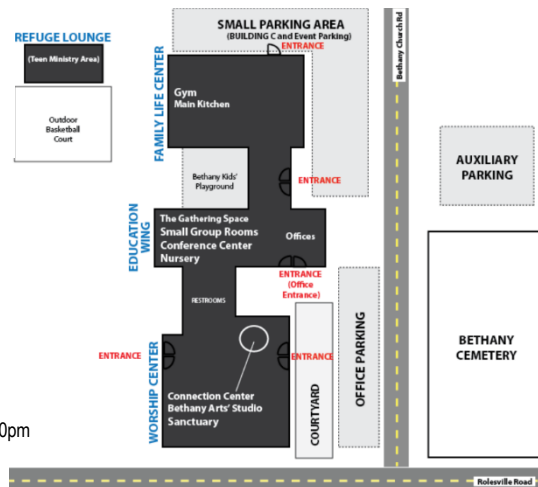 SMALL PARKING AREA
(BUILDING C and Event Parking)
ENTRANCE
Bethany Church Rd
REFUGE LOUNGE
(Teen Ministry Area)
Outdoor
Basketball
Court
FAMILY LIFE CENTER
Gym
Main Kitchen
Bethany Kids'
Playground
ENTRANCE
AUXILIARY
PARKING
EDUCATION
WING
The Gathering Space
Small Group Rooms
Conference Center
Nursery
Offices
ENTRANCE
(Office
Entrance)
RESTROOMS
OFFICE PARKING
BETHANY
CEMETERY
ENTRANCE
WORSHIP CENTER
ENTRANCE
COURTYARD
Connection Center
Bethany Arts' Studio
Sanctuary
0pm
Rolesville Road